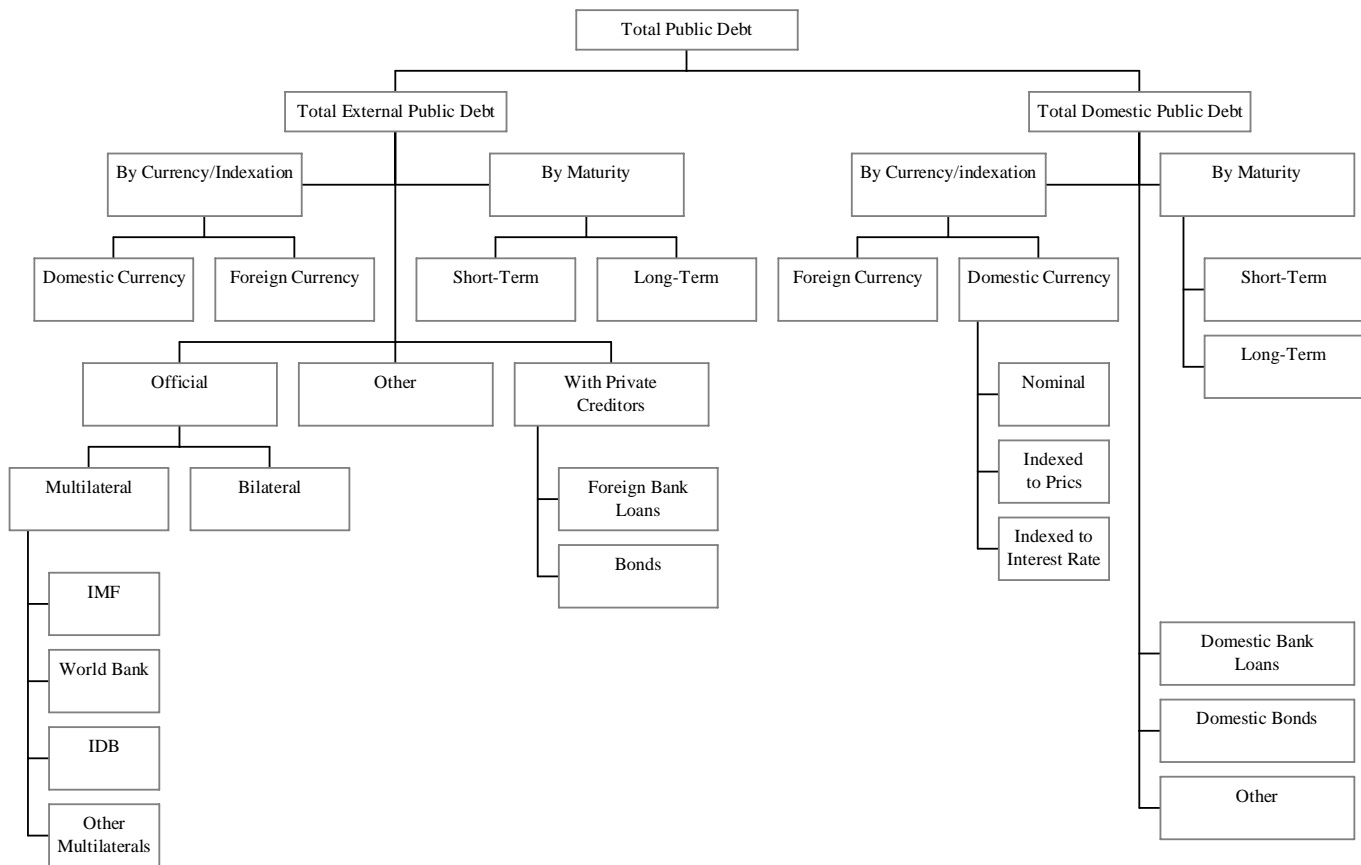 Total Public Debt
Total External Public Debt
Total Domestic Public Debt
By Currency/Indexation
By Maturity
By Currency/indexation
By Maturity
Domestic Currency
Foreign Currency
Short-Term
Long-Term
Foreign Currency
Domestic Currency
Short-Term
Long-Term
Official
Other
With Private
Creditors
Nominal
Indexed
to Prics
Indexed to
Interest Rate
Multilateral
Bilateral
Foreign Bank
Loans
Bonds
IMF
World Bank
IDB
Other
Multilaterals
Domestic Bank
Loans
Domestic Bonds
Other